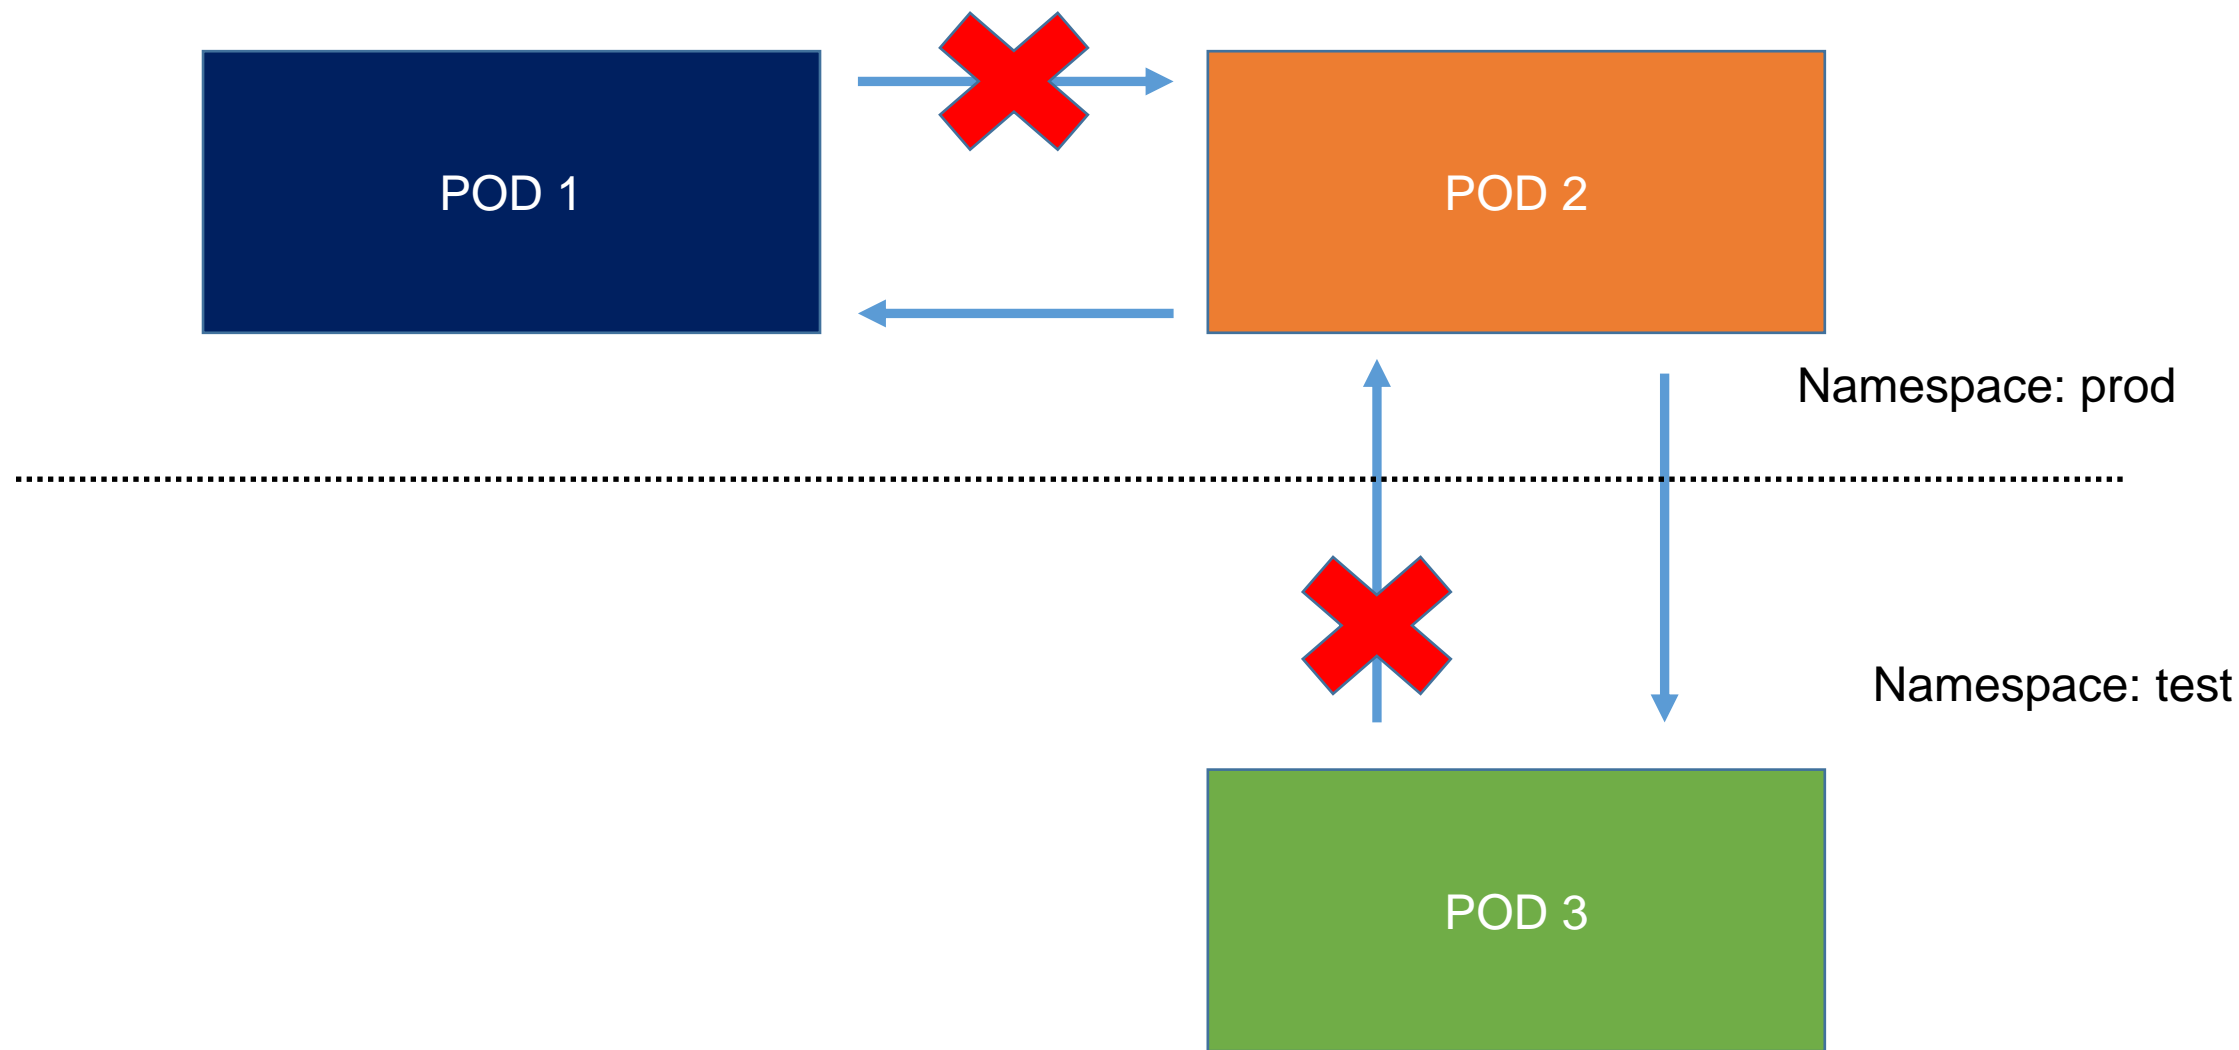 POD 1
POD 2
Namespace: prod
Namespace: test
POD 3